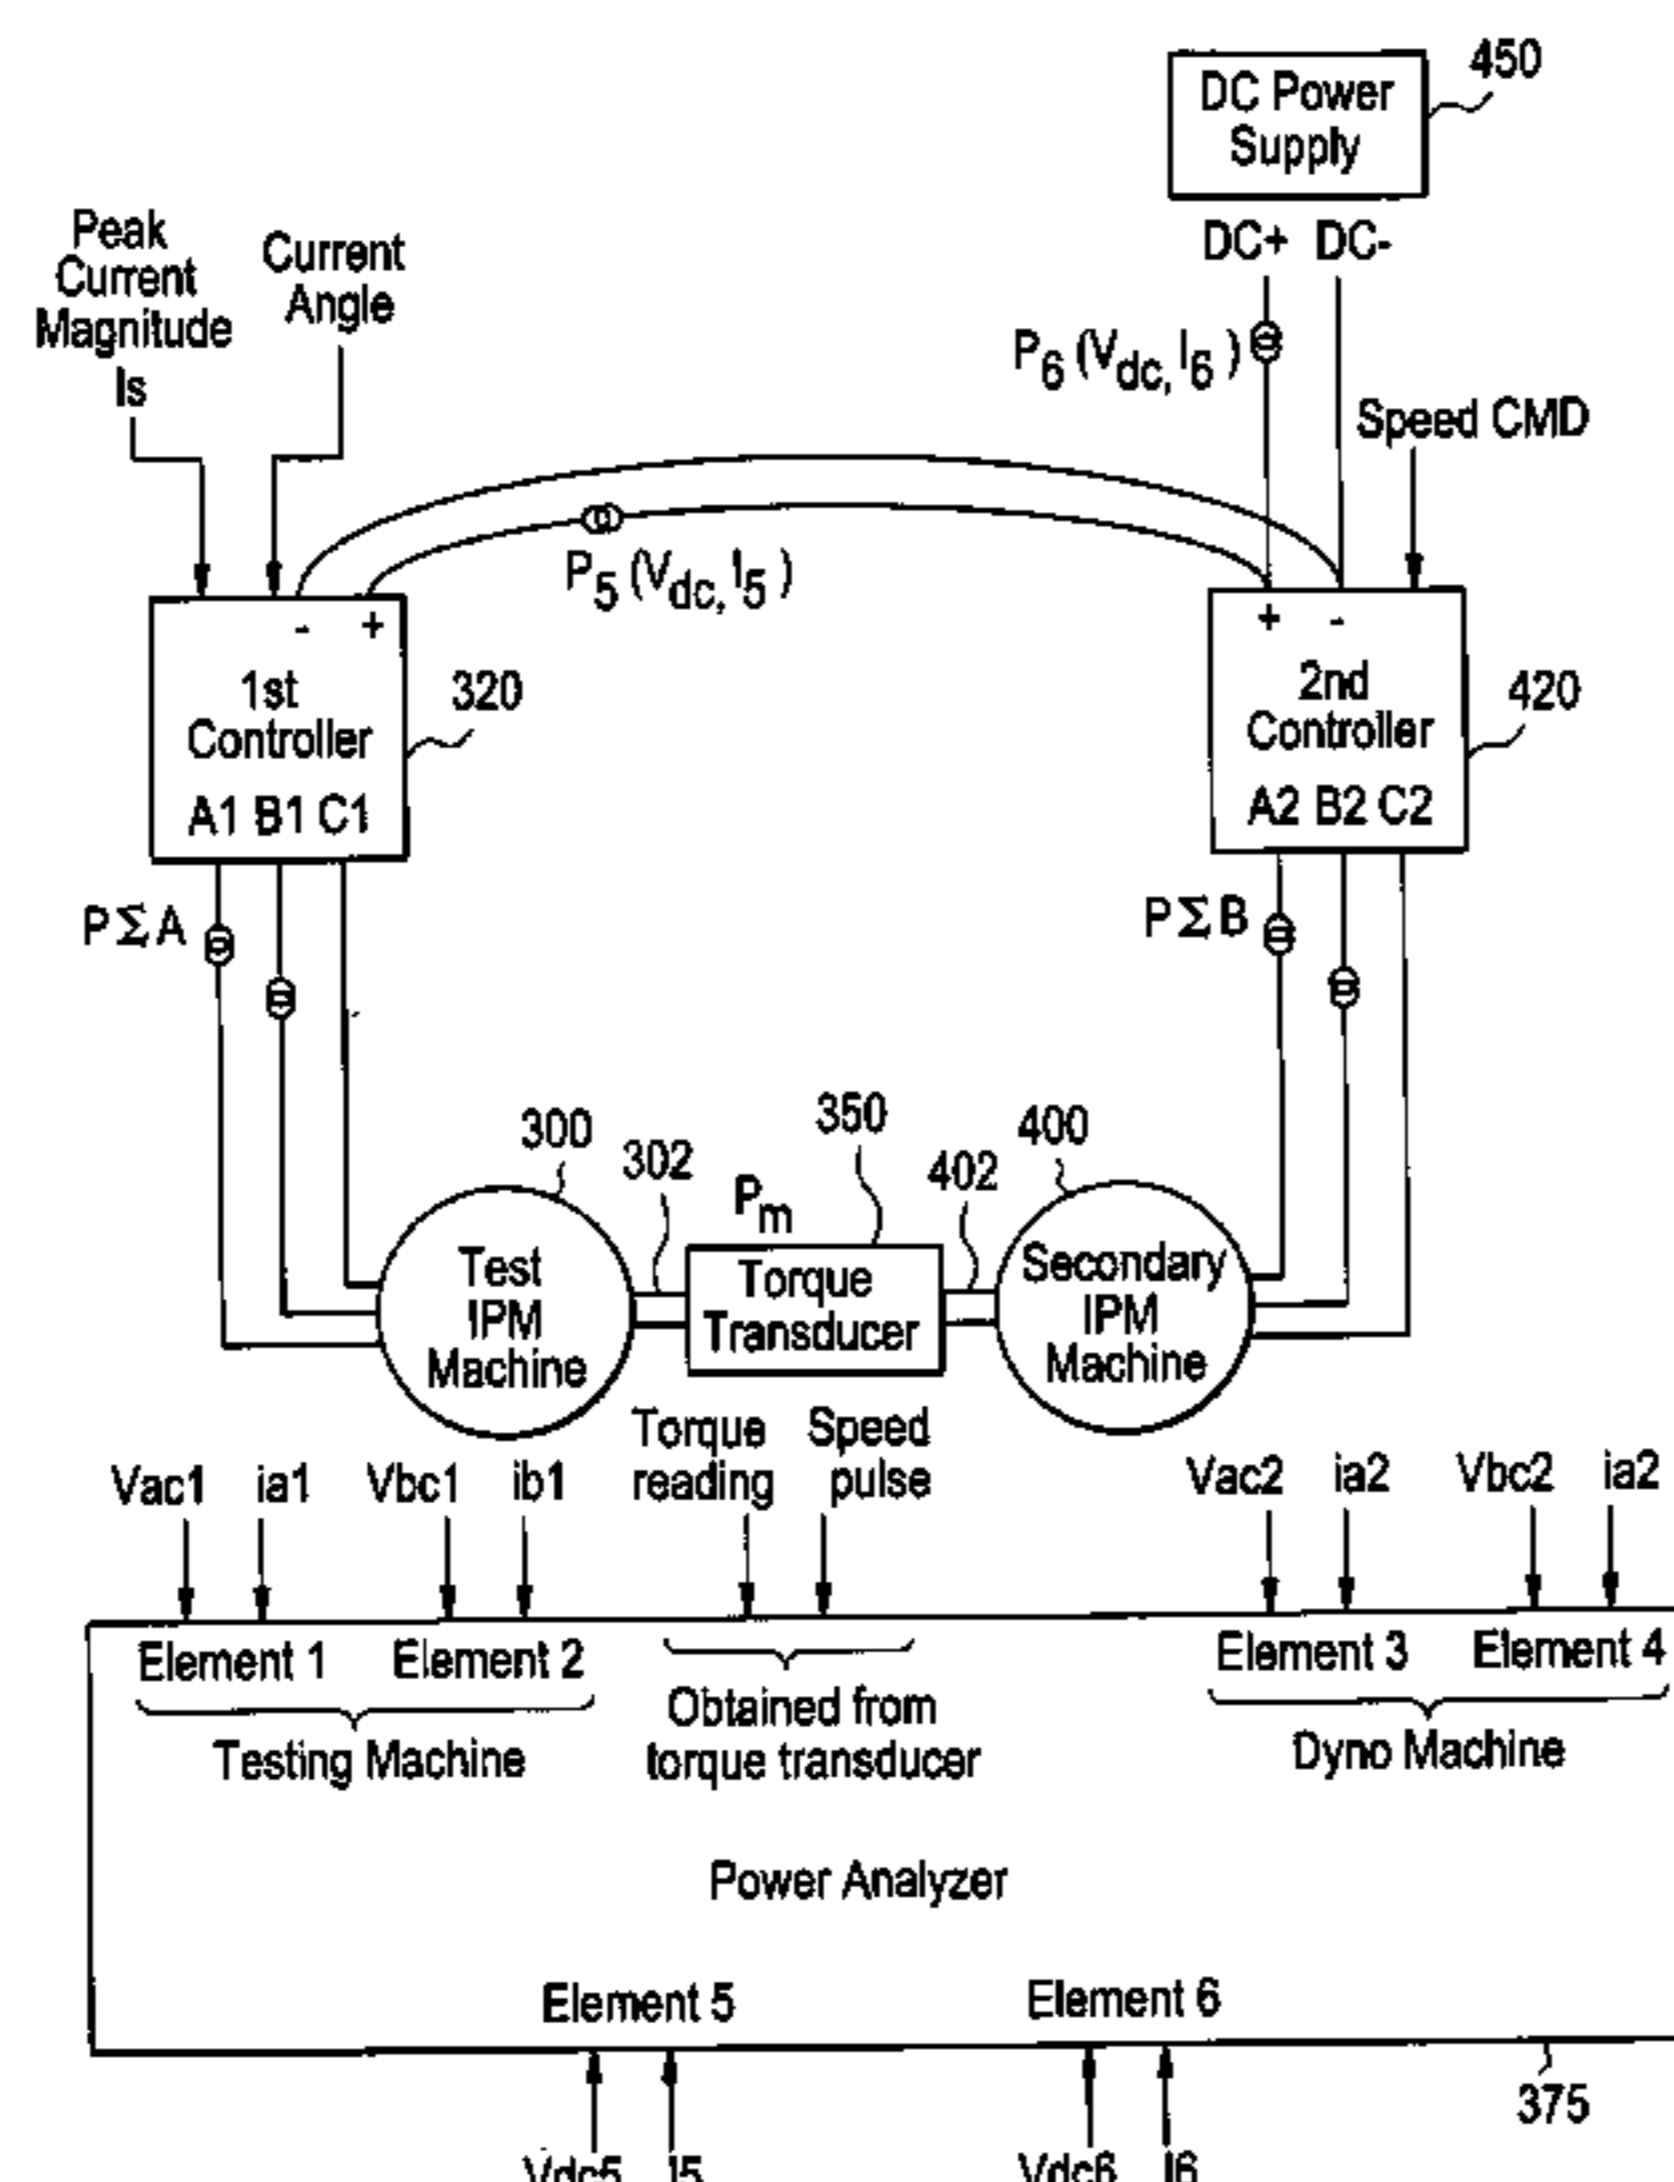 450
DC Power
Supply
DC+ DC-
Peak
Current
Magnitude
Is
Current
Angle
P6 (Vdc, I6 )
Speed CMD
P5 (Vdc, I5 )
- +
1st
Controller
A1 B1 C1
320
+ -
2nd
Controller
A2 B2 C2
420
PΣA
PΣB
300
302
350
402
400
Pm
Test
IPM
Machine
Torque
Transducer
Secondary
IPM
Machine
Torque
reading
Speed
pulse
Vac1 ia1 Vbc1 ib1
Vac2 ia2 Vbc2 ia2
Element 1 Element 2
Element 3 Element 4
Testing Machine
Obtained from
torque transducer
Dyno Machine
Power Analyzer
Element 5 Element 6
375
Vdc5 I5 Vdc6 I6